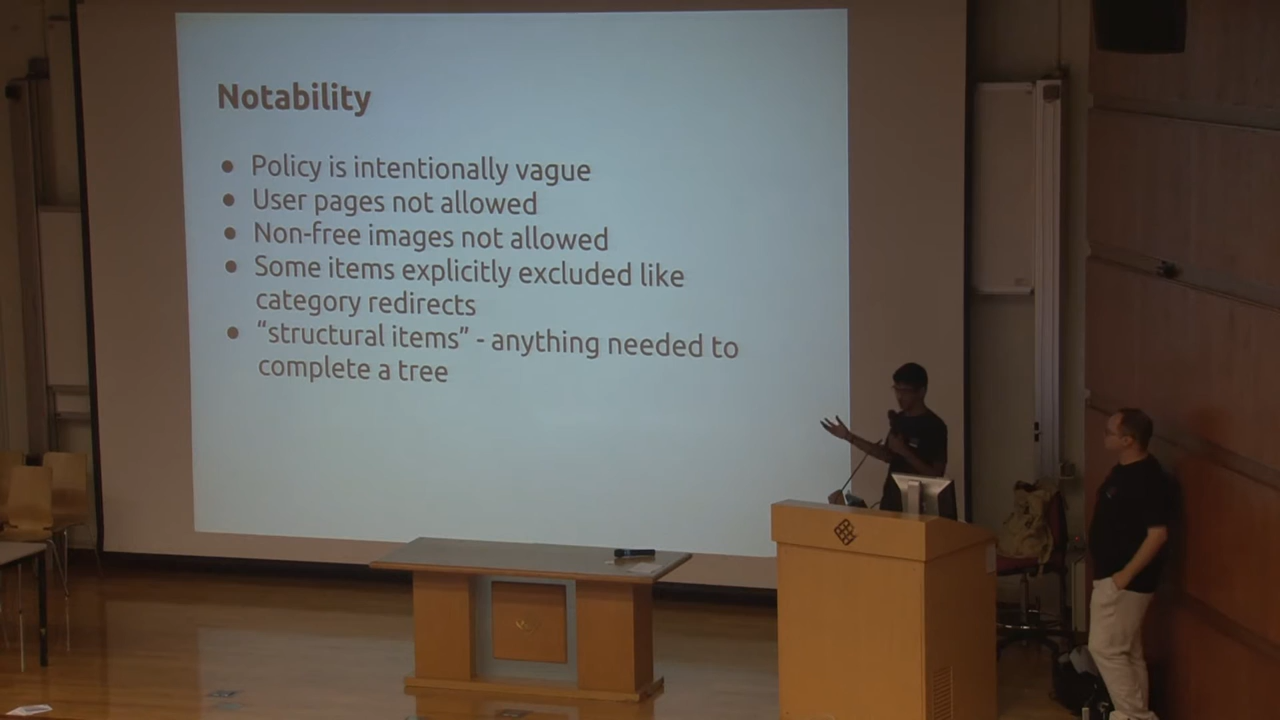 Notability
● Policy is intentionally vague
● User pages not allowed
● Non-free images not allowed
● Some items explicitly excluded like
category redirects
● “structural items” - anything needed to
complete a tree